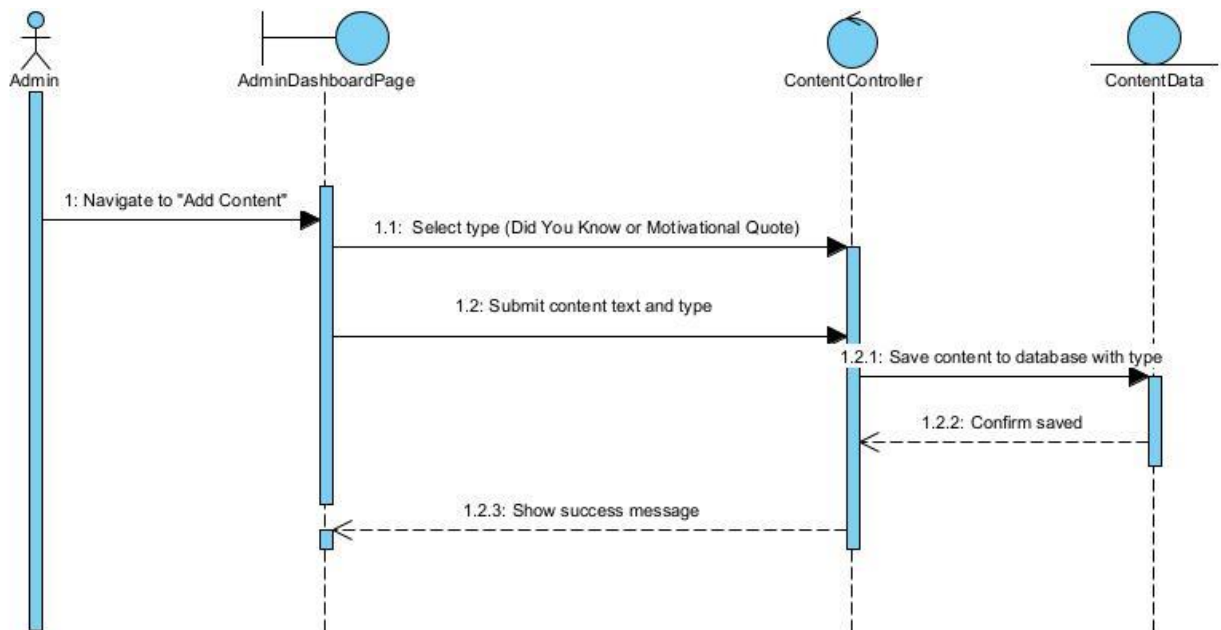 Admin
AdminDashboardPage
ContentController
ContentData
1: Navigate to "Add Content"
1.1: Select type (Did You Know or Motivational Quote)
1.2: Submit content text and type
1.2.1: Save content to database with type
1.2.2: Confirm saved
1.2.3: Show success message